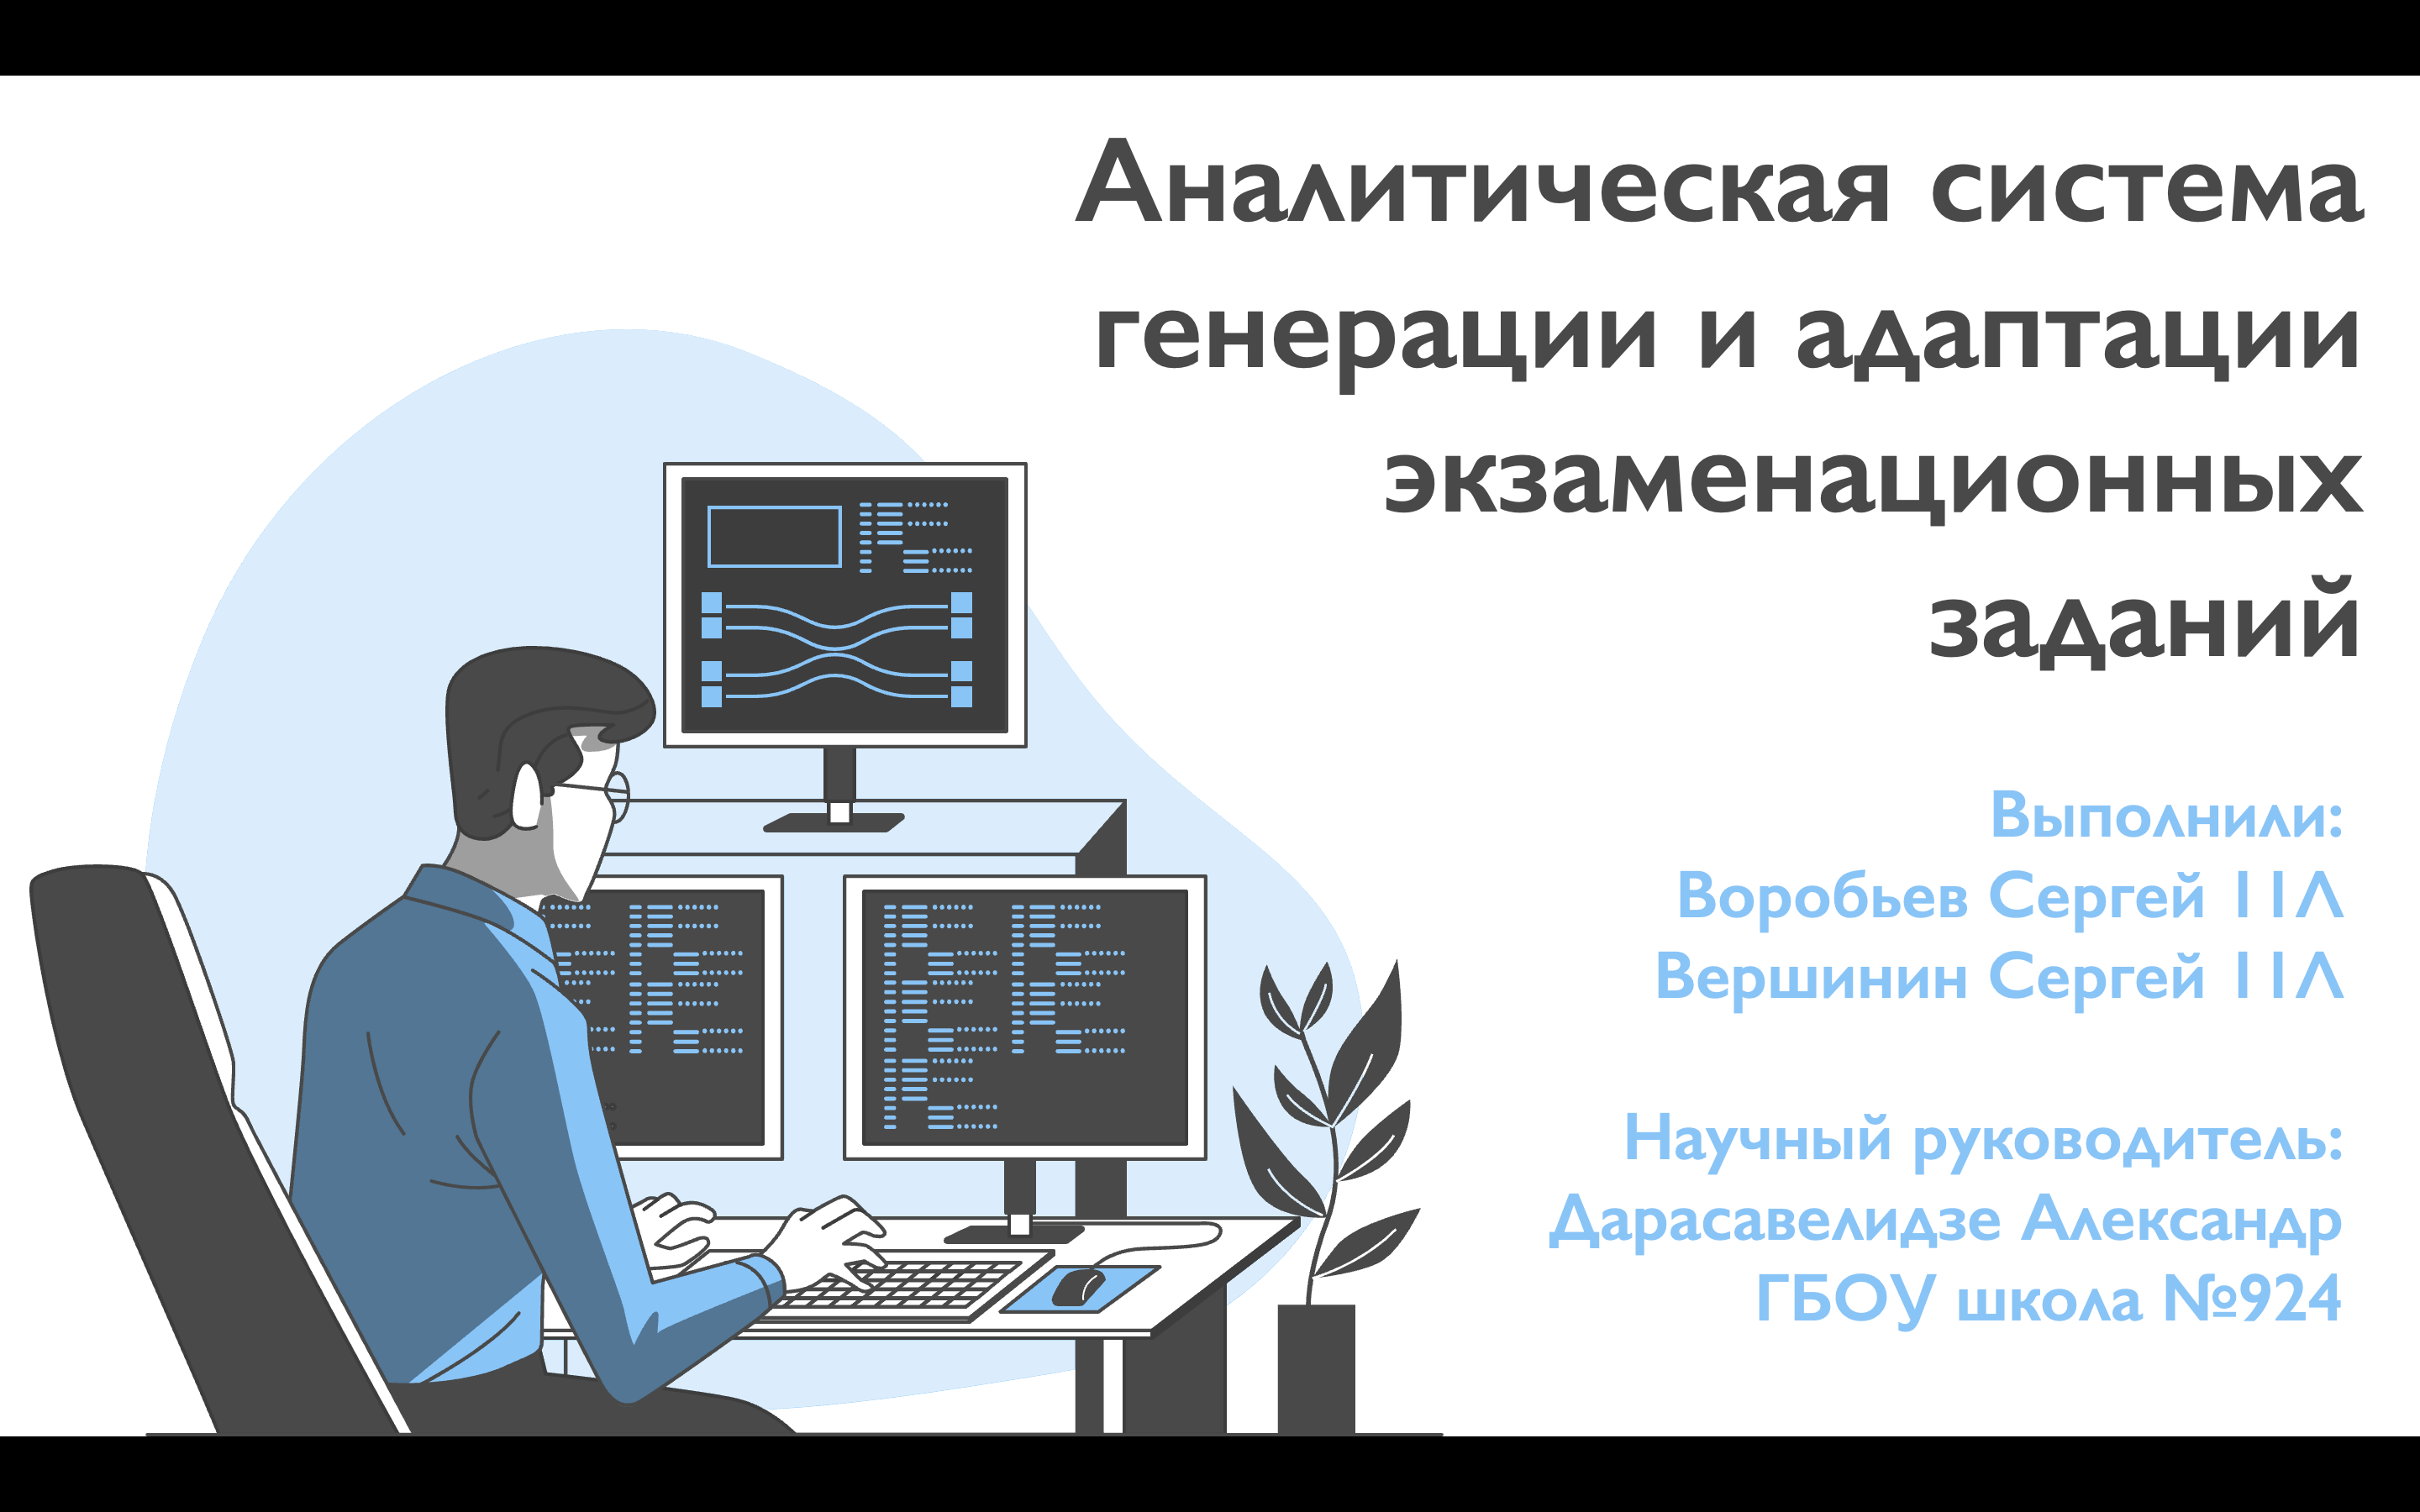 Аналитическая система
генерации и адаптации
экзаменационных
заданий
Выполнили:
Воробьев Сергей 11Л
Вершинин Сергей 11Л
Научный руководитель:
Дарасавелидзе Александр
ГБОУ школа №924